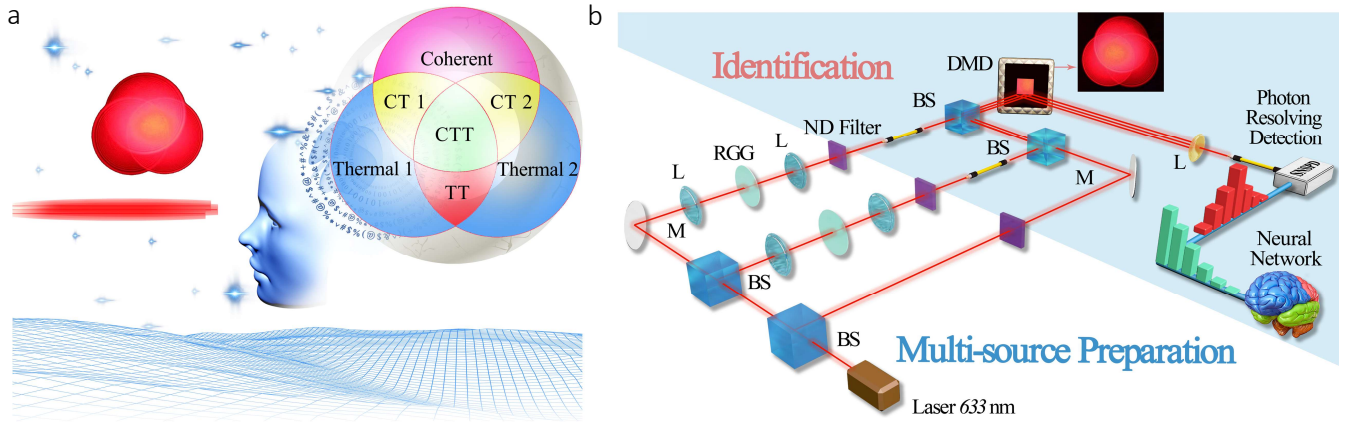 a
Coherent
CT 1
CT 2
CTT
Thermal 1
Thermal 2
TT
b
Identification
DMD
BS
Photon
Resolving
Detection
ND Filter
L
BS
RGG
L
L
M
M
BS
Neural
Network
BS
Multi-source Preparation
Laser 633 nm